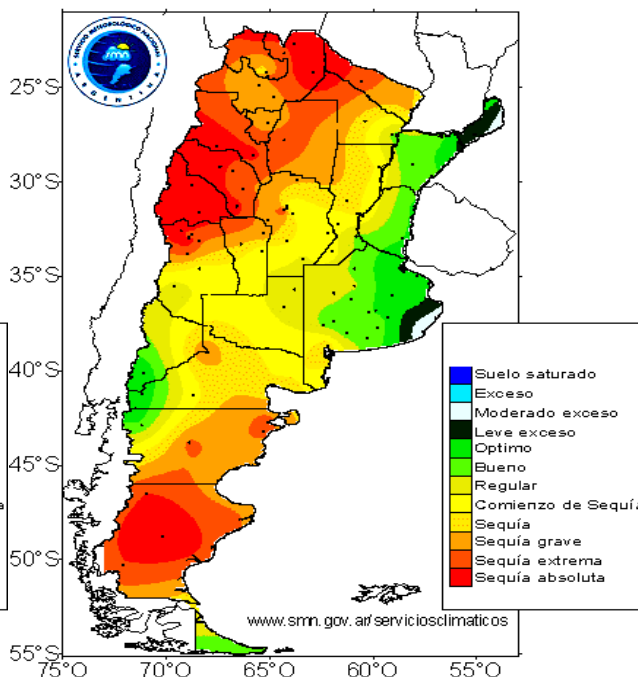 SERVICIO METEOROLOGICO NACIONAL
smn
ARGENTINA
25°S
30°S
35°S
40°S
45°S
50°S
55°S
75°O
70°O
65°O
60°O
55°O
Suelo saturado
Exceso
Moderado exceso
Leve exceso
Optimo
Bueno
Regular
Comienzo de Sequía
Sequía
Sequía grave
Sequía extrema
Sequía absoluta
www.smn.gov.ar/serviciosclimaticos